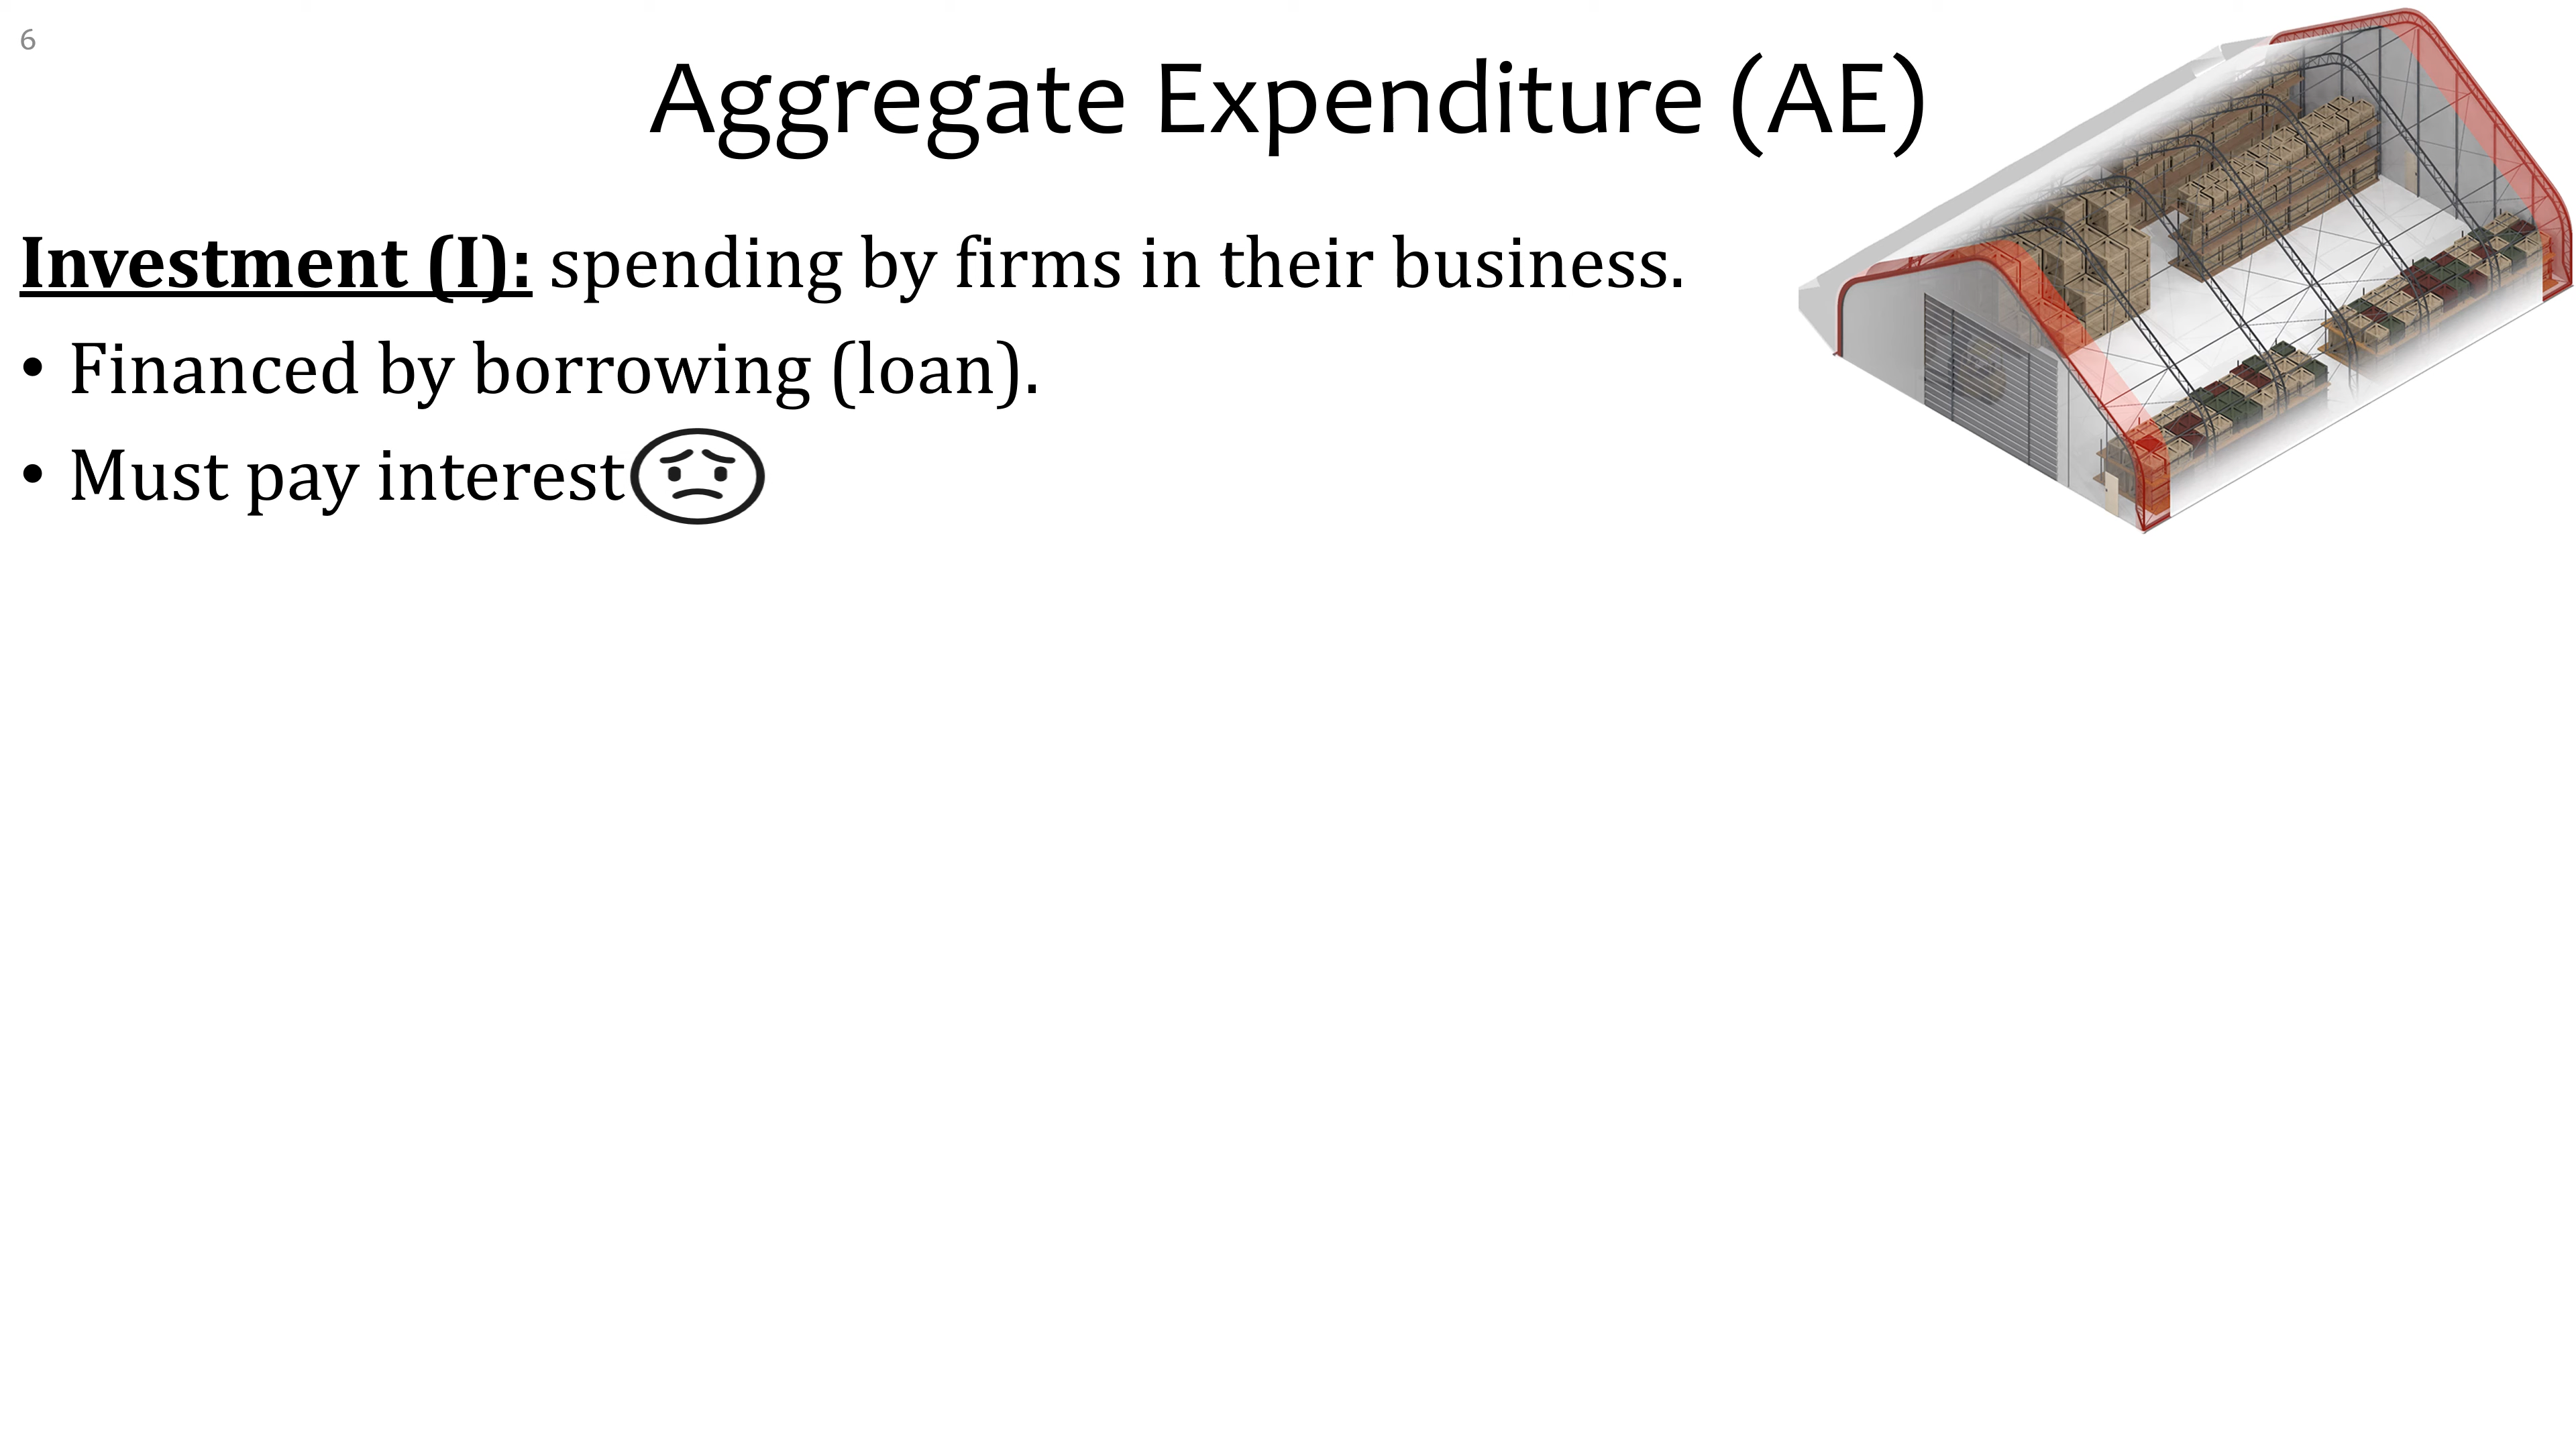 6
Aggregate Expenditure (AE)
Investment (I): spending by firms in their business.
• Financed by borrowing (loan).
• Must pay interest